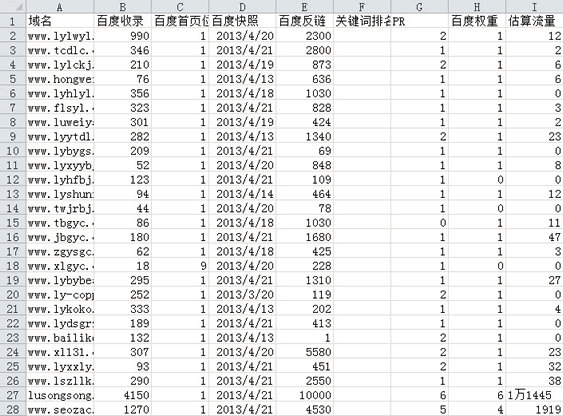 A B C D E F G H I
1 域名 百度收录 百度首页位 百度快照 百度反链 关键词排名 PR 百度权重 估算流量
2 www.lylwyl. 990 1 2013/4/20 2300 2 1 12
3 www.tcdlc. 346 1 2013/4/21 2800 1 1 2
4 www.lylckj. 210 1 2013/4/19 873 2 1 6
5 www.hongwei 76 1 2013/4/13 636 1 1 6
6 www.lyhlyl. 356 1 2013/4/18 1030 1 1 0
7 www.flsyl. 323 1 2013/4/21 828 1 1 3
8 www.luweiya 301 1 2013/4/19 424 1 1 2
9 www.lyytdl. 282 1 2013/4/13 1340 2 1 23
10 www.lybygs. 209 1 2013/4/21 69 1 1 0
11 www.lyxyyb. 52 1 2013/4/20 848 1 1 8
12 www.lyhfbj. 123 1 2013/4/21 109 1 0 0
13 www.lyshun 94 1 2013/4/14 464 1 1 12
14 www.twjrbj. 44 1 2013/4/20 78 1 0 0
15 www.tbgyc. 86 1 2013/4/18 1030 0 1 11
16 www.jbgyc. 180 1 2013/4/21 1680 1 1 47
17 www.zgysgc. 62 1 2013/4/18 425 1 1 3
18 www.xlgyc. 18 9 2013/4/20 228 1 0 0
19 www.lybybe 295 1 2013/4/21 1310 1 1 27
20 www.ly-copp 252 1 2013/3/20 119 2 1 0
21 www.lykoko. 333 1 2013/4/13 202 1 1 4
22 www.lydsgr 189 1 2013/4/21 413 1 1 0
23 www.bailik 132 1 2013/4/13 1 2 1 0
24 www.xl13l. 307 1 2013/4/20 5580 2 1 23
25 www.lyxxly. 93 1 2013/4/21 451 2 1 32
26 www.lszllk. 290 1 2013/4/21 2550 1 1 38
27 lusongsong. 4150 1 2013/4/21 10000 6 6 1万1445
28 www.seozac. 1270 1 2013/4/21 4530 5 4 1919